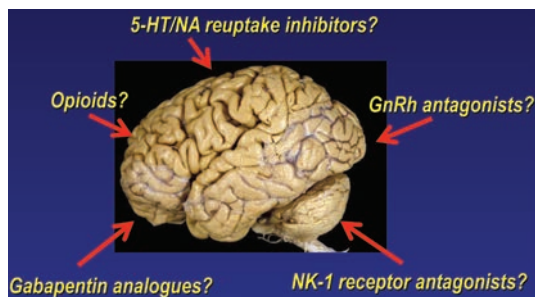 5-HT/NA reuptake inhibitors?
Opioids?
GnRh antagonists?
Gabapentin analogues?
NK-1 receptor antagonists?